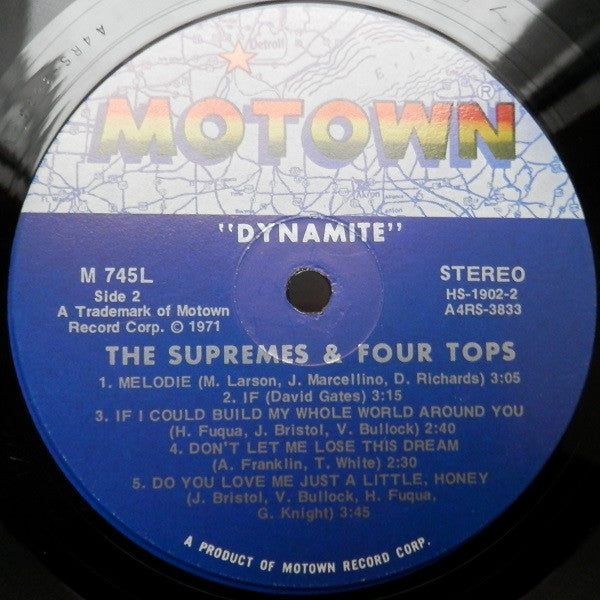 Detroit
Erie
MOTOWN®
"DYNAMITE"
M 745L
Side 2
A Trademark of Motown
Record Corp. © 1971
STEREO
HS-1902-2
A4RS-3833
THE SUPREMES & FOUR TOPS
1. MELODIE (M. Larson, J. Marcellino, D. Richards) 3:05
2. IF (David Gates) 3:15
3. IF I COULD BUILD MY WHOLE WORLD AROUND YOU
(H. Fuqua, J. Bristol, V. Bullock) 2:40
4. DON'T LET ME LOSE THIS DREAM
(A. Franklin, T. White) 2:30
5. DO YOU LOVE ME JUST A LITTLE, HONEY
(J. Bristol, V. Bullock, H. Fuqua,
G. Knight) 3:45
A PRODUCT OF MOTOWN RECORD CORP.